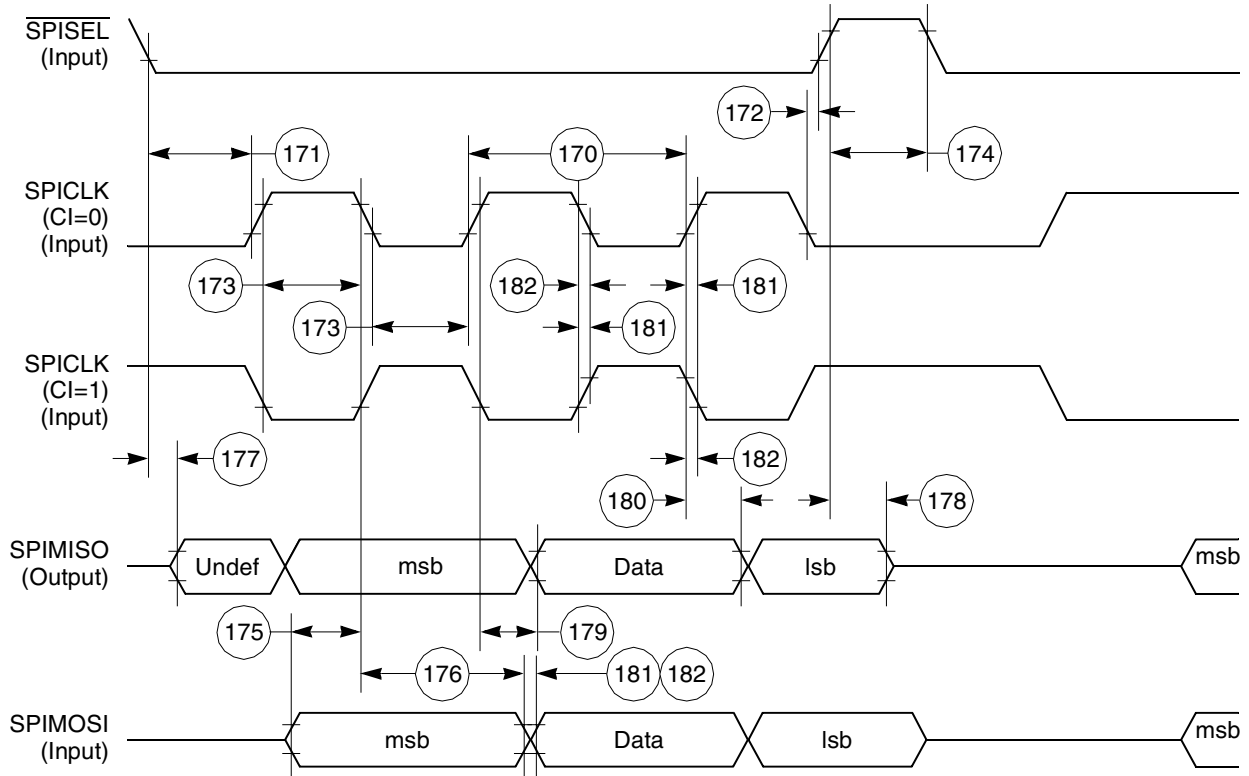 SPISEL
(Input)
172
171
170
174
SPICLK
(CI=0)
(Input)
173
182
181
173
181
SPICLK
(CI=1)
(Input)
177
182
180
178
SPIMISO
(Output)
Undef
msb
Data
lsb
msb
175
179
176
181
182
SPIMOSI
(Input)
msb
Data
lsb
msb